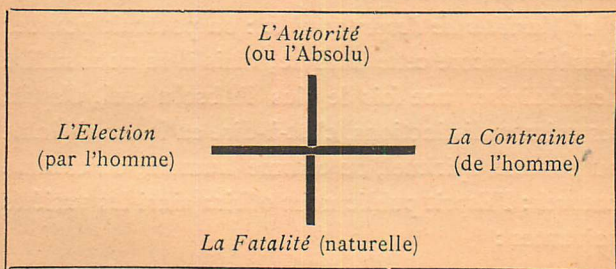 L'Autorité
(ou l'Absolu)
L'Election
(par l'homme)
La Contrainte
(de l'homme)
La Fatalité (naturelle)